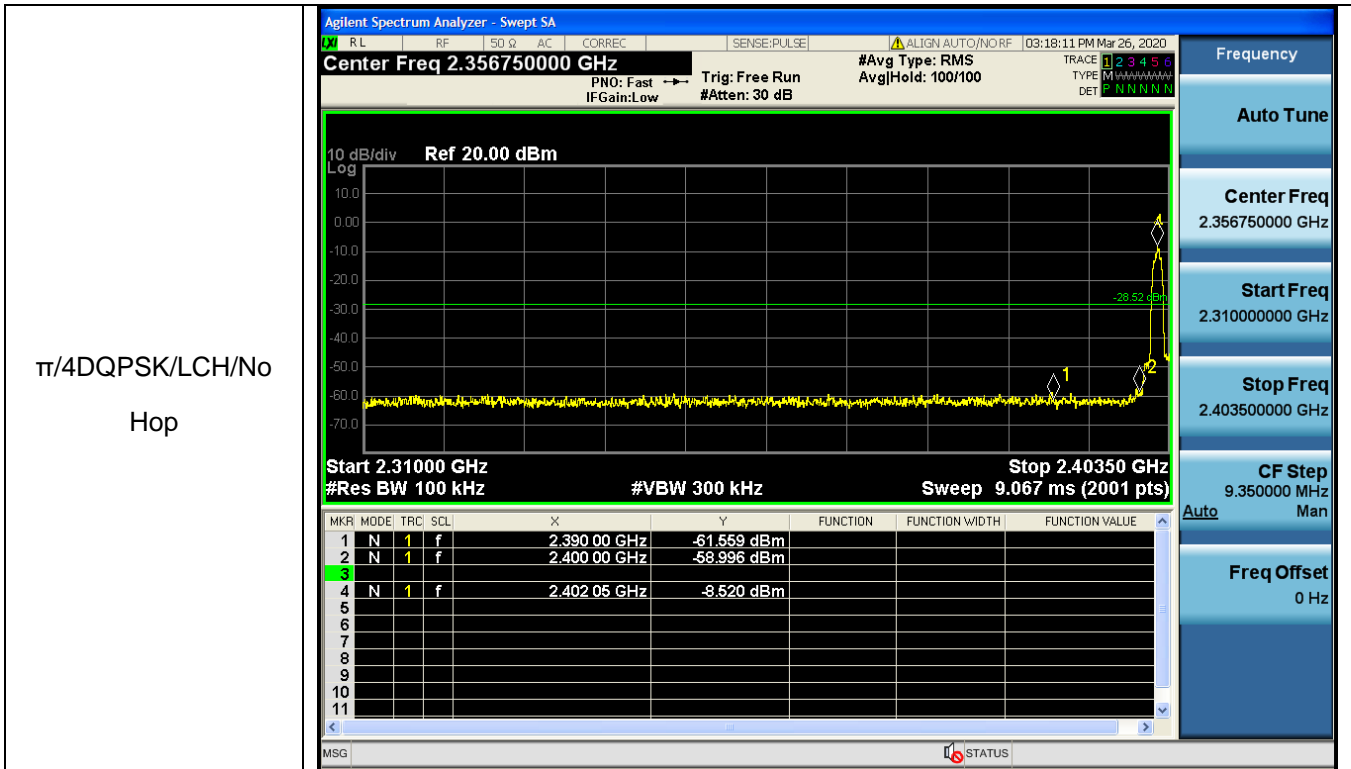 π/4DQPSK/LCH/No
Hop
Agilent Spectrum Analyzer - Swept SA
LXI RL RF 50 Ω AC CORREC SENSE:PULSE ALIGN AUTO/NO RF 03:18:11 PM Mar 26, 2020
Center Freq 2.356750000 GHz
PNO: Fast
IFGain:Low
Trig: Free Run
#Atten: 30 dB
#Avg Type: RMS
Avg|Hold: 100/100
TRACE 1 2 3 4 5 6
TYPE M WWWWW
DET P N N N N N
10 dB/div Ref 20.00 dBm
Log
10.0
0.00
-10.0
-20.0
-30.0
-40.0
-50.0
-60.0
-70.0
4
-28.52 dBm
1
2
Start 2.31000 GHz Stop 2.40350 GHz
#Res BW 100 kHz #VBW 300 kHz Sweep 9.067 ms (2001 pts)
MKR MODE TRC SCL X Y FUNCTION FUNCTION WIDTH FUNCTION VALUE
1 N 1 f 2.390 00 GHz -61.559 dBm
2 N 1 f 2.400 00 GHz -58.996 dBm
3
4 N 1 f 2.402 05 GHz -8.520 dBm
5
6
7
8
9
10
11
MSG STATUS
Frequency
Auto Tune
Center Freq
2.356750000 GHz
Start Freq
2.310000000 GHz
Stop Freq
2.403500000 GHz
CF Step
9.350000 MHz
Auto Man
Freq Offset
0 Hz